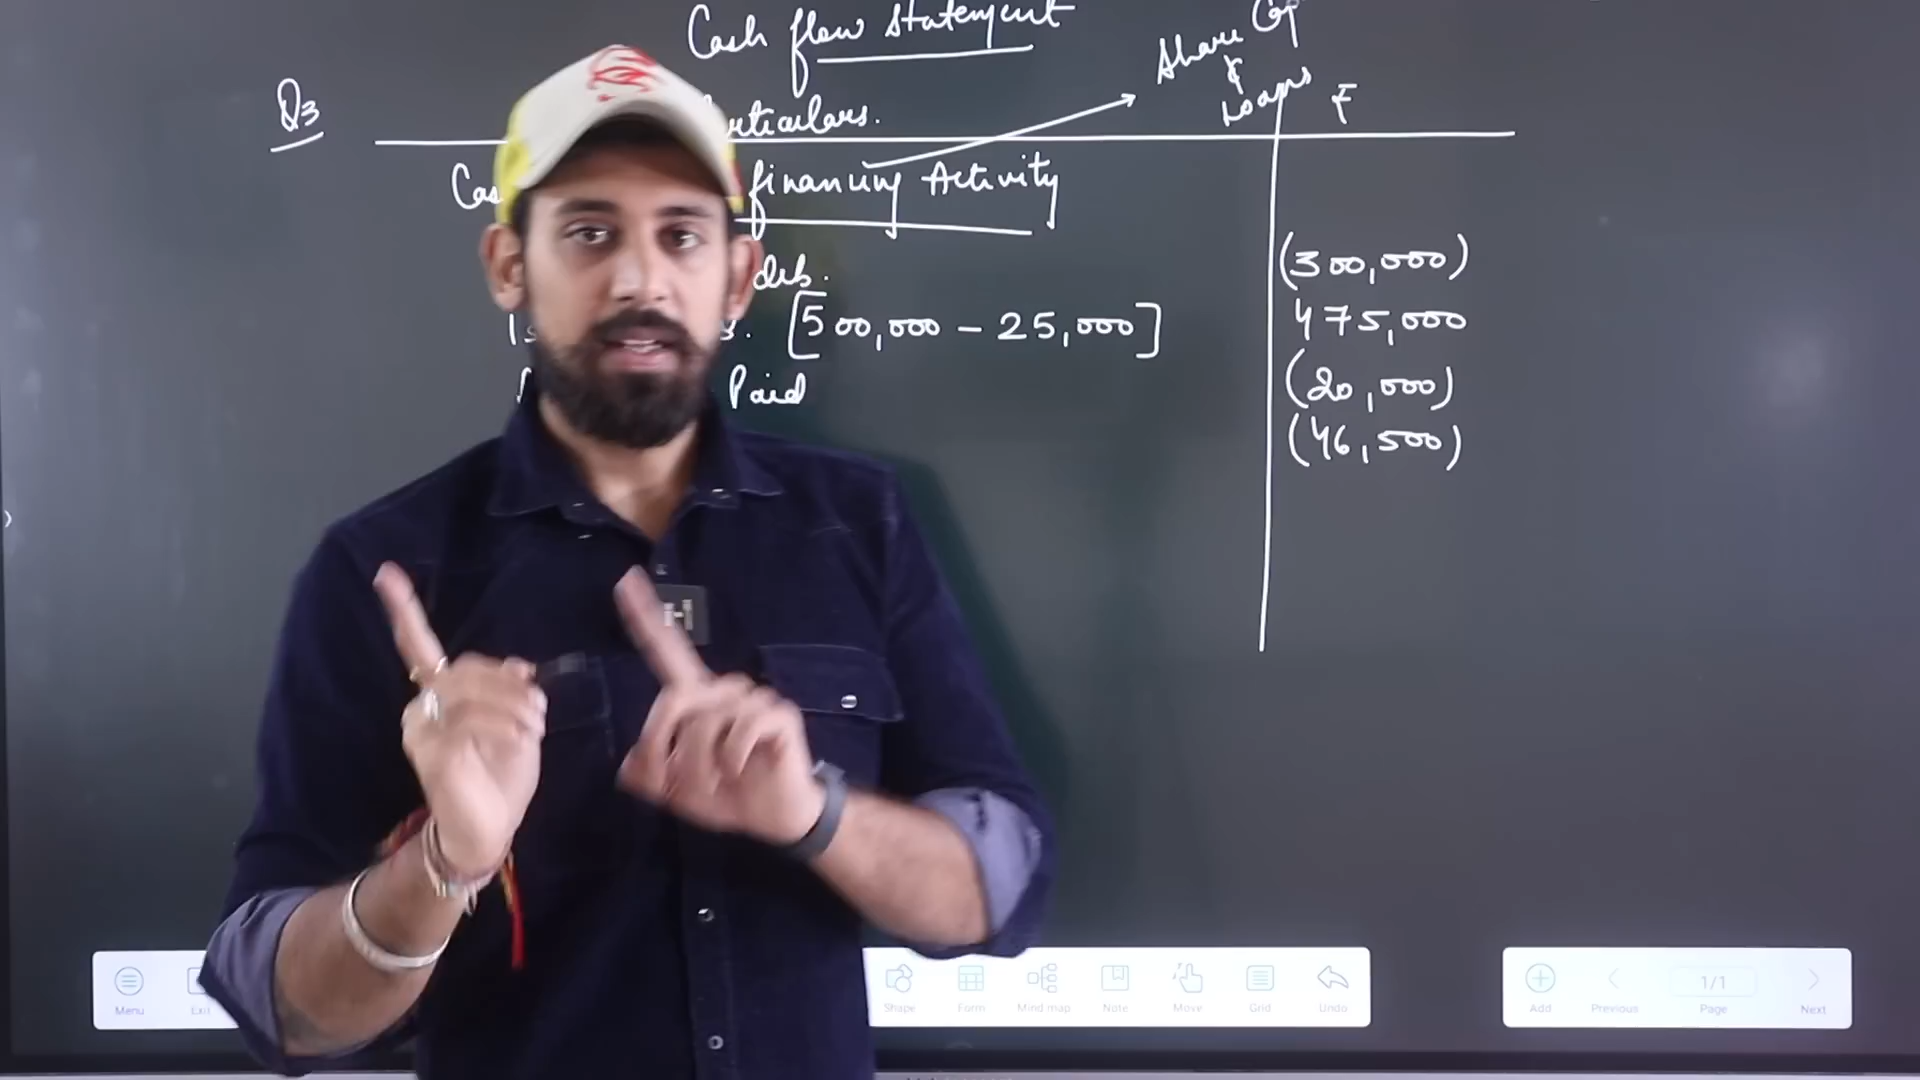 Cash flow statement
Share Cap
&
Loans
Q3
rticulars.
₹
Cas financing Activity
deb.
(300,000)
Is s. [500,000 - 25,000]
475,000
Paid
(20,000)
(46,500)
H
Menu
Exit
Shape
Form
Mind map
Note
Move
Grid
Undo
Add
Previous
1/1
Page
Next